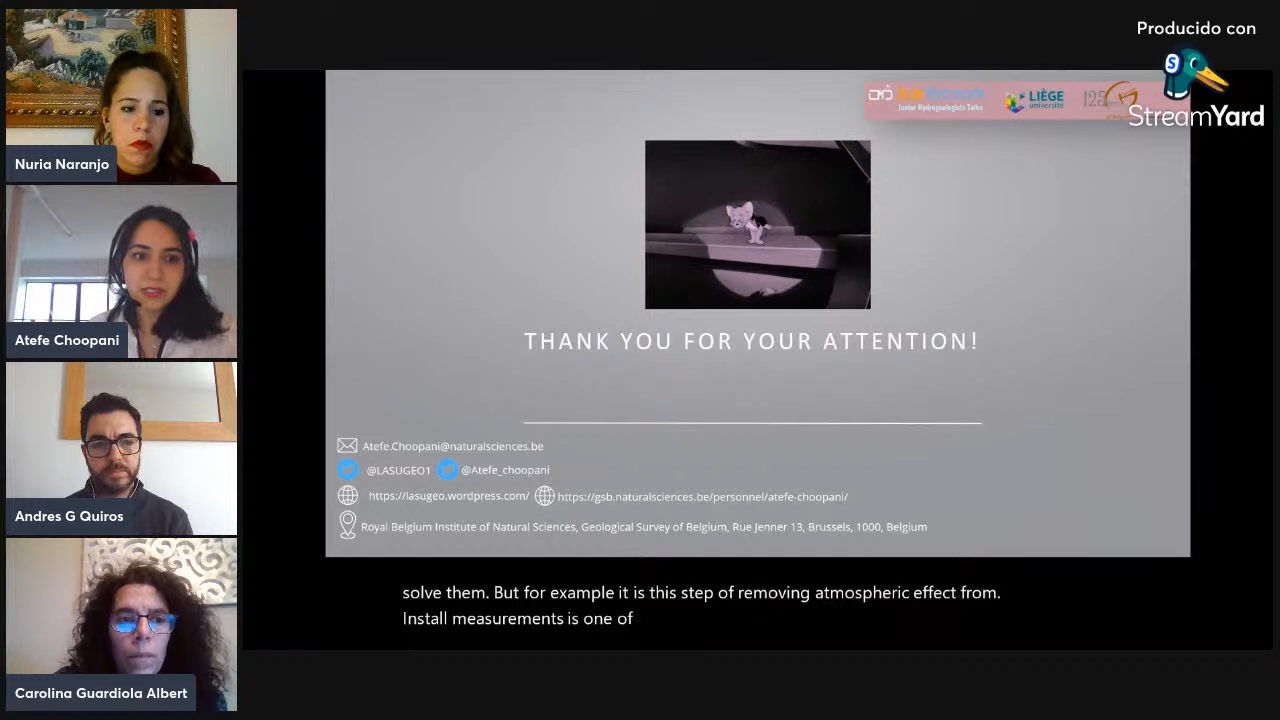 Producido con
StreamYard
Nuria Naranjo
Atefe Choopani
Andres G Quiros
Carolina Guardiola Albert
Junior Hydrogeologists Talks
LIÈGE
université
125
THANK YOU FOR YOUR ATTENTION!
Atefe.Choopani@naturalsciences.be
@LASUGEO1 @Atefe_choopani
https://lasugeo.wordpress.com/ https://gsb.naturalsciences.be/personnel/atefe-choopani/
Royal Belgium Institute of Natural Sciences, Geological Survey of Belgium, Rue Jenner 13, Brussels, 1000, Belgium
solve them. But for example it is this step of removing atmospheric effect from.
Install measurements is one of